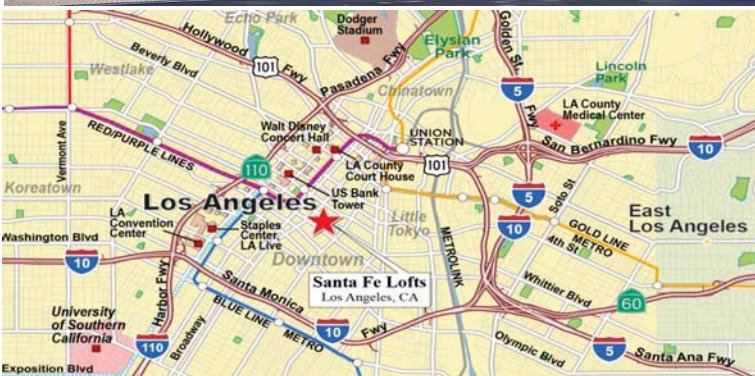 Echo Park
Dodger
Stadium
Hollywood
Fwy
101
Beverly Blvd
Westlake
Pasadena Fwy
Elysian
Park
Golden St.
Fwy
5
Lincoln
Park
Chinatown
LA County
Medical Center
Walt Disney
Concert Hall
UNION
STATION
San Bernardino Fwy
10
Vermont Ave
RED/PURPLE LINES
110
LA County
Court House
101
US Bank
Tower
Koreatown
Los Angeles
Little
Tokyo
5
Soto St
East
Los Angeles
LA
Convention
Center
Staples
Center,
LA Live
Washington Blvd
10
10
GOLD LINE
METRO
4th St
METROLINK
Downtown
Santa Fe Lofts
Los Angeles, CA
Whittier Blvd
60
Harbor Fwy
Santa Monica
Fwy
University
of Southern
California
BLUE LINE
METRO
10
Broadway
110
Olympic Blvd
5
Santa Ana Fwy
Exposition Blvd